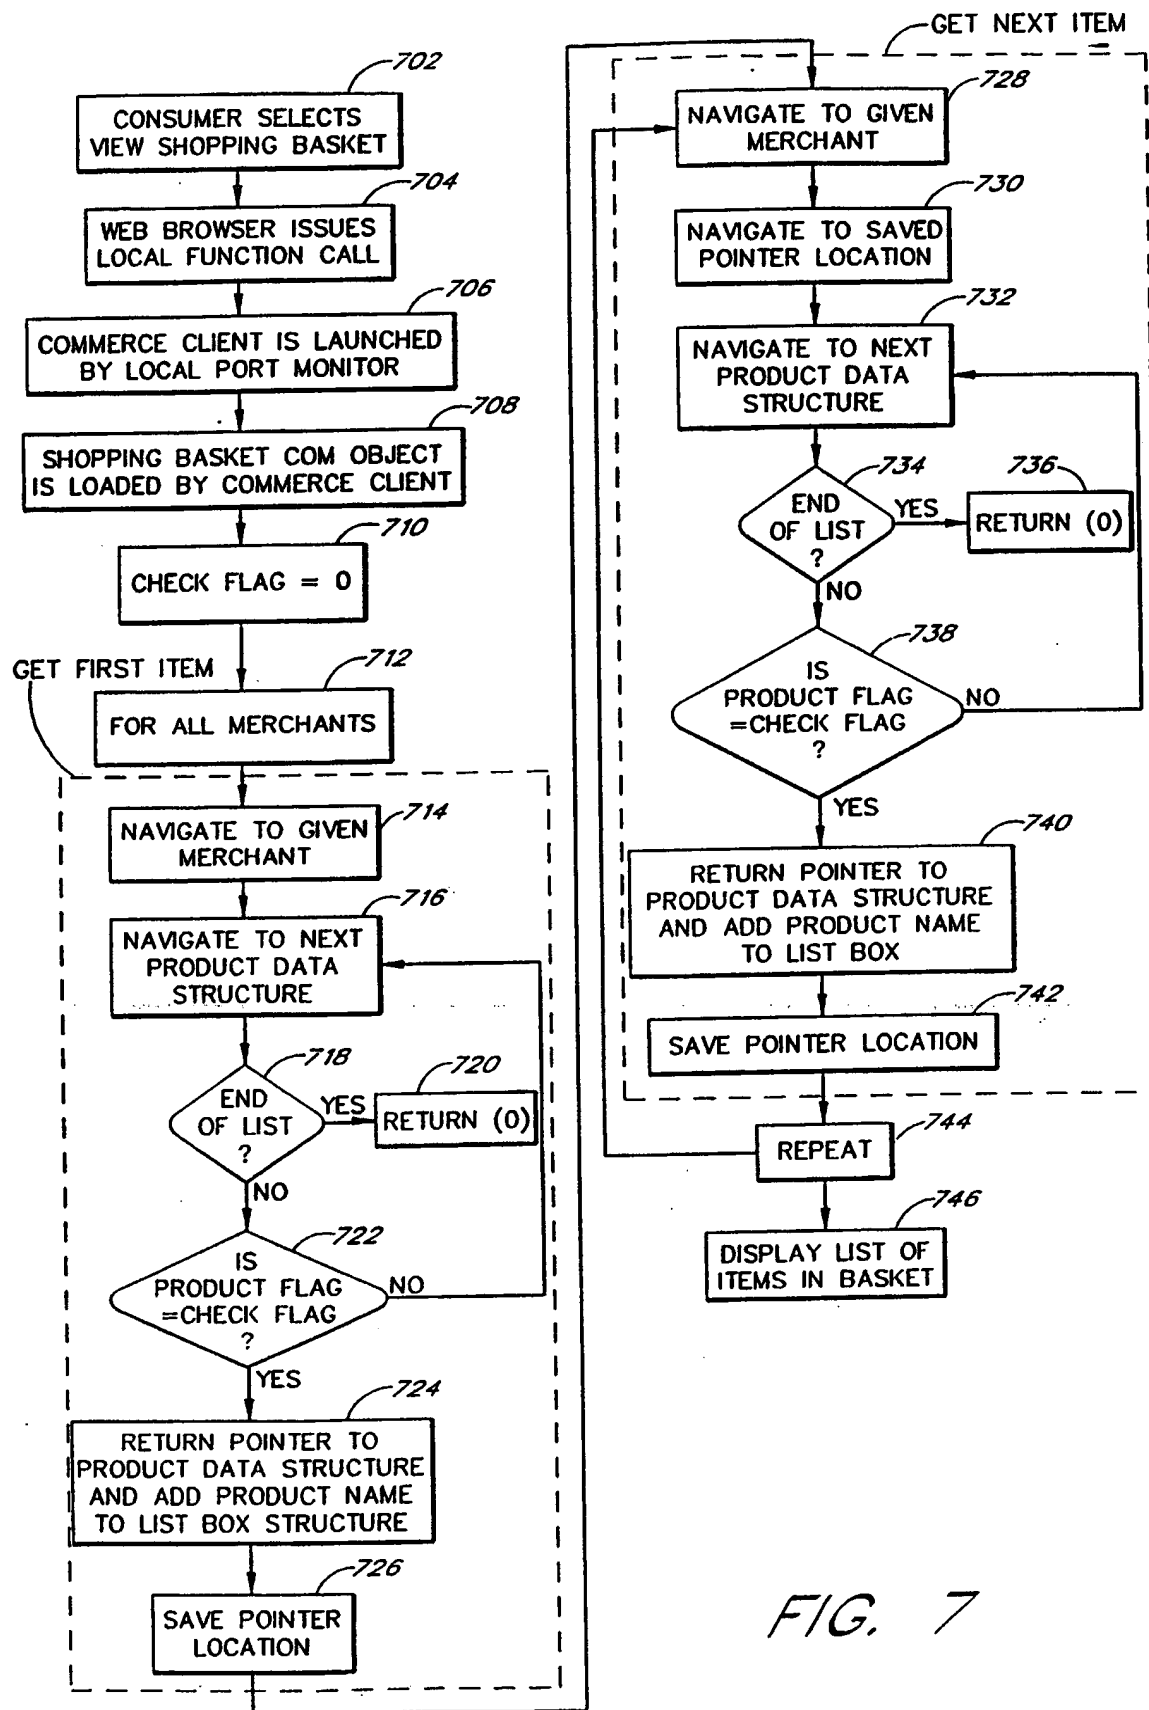 702
CONSUMER SELECTS
VIEW SHOPPING BASKET
704
WEB BROWSER ISSUES
LOCAL FUNCTION CALL
706
COMMERCE CLIENT IS LAUNCHED
BY LOCAL PORT MONITOR
708
SHOPPING BASKET COM OBJECT
IS LOADED BY COMMERCE CLIENT
710
CHECK FLAG = 0
GET FIRST ITEM
712
FOR ALL MERCHANTS
714
NAVIGATE TO GIVEN
MERCHANT
716
NAVIGATE TO NEXT
PRODUCT DATA
STRUCTURE
718
END
OF LIST
?
YES
720
RETURN (0)
NO
722
IS
PRODUCT FLAG
=CHECK FLAG
?
NO
YES
724
RETURN POINTER TO
PRODUCT DATA STRUCTURE
AND ADD PRODUCT NAME
TO LIST BOX STRUCTURE
726
SAVE POINTER
LOCATION
GET NEXT ITEM
728
NAVIGATE TO GIVEN
MERCHANT
730
NAVIGATE TO SAVED
POINTER LOCATION
732
NAVIGATE TO NEXT
PRODUCT DATA
STRUCTURE
734
END
OF LIST
?
YES
736
RETURN (0)
NO
738
IS
PRODUCT FLAG
=CHECK FLAG
?
NO
YES
740
RETURN POINTER TO
PRODUCT DATA STRUCTURE
AND ADD PRODUCT NAME
TO LIST BOX
742
SAVE POINTER LOCATION
744
REPEAT
746
DISPLAY LIST OF
ITEMS IN BASKET
FIG. 7